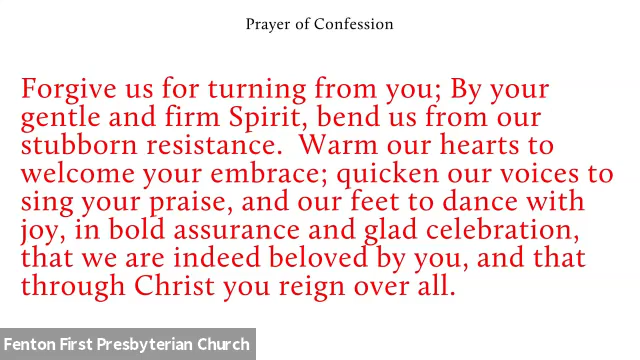 Prayer of Confession
Forgive us for turning from you; By your
gentle and firm Spirit, bend us from our
stubborn resistance.  Warm our hearts to
welcome your embrace; quicken our voices to
sing your praise, and our feet to dance with
joy, in bold assurance and glad celebration,
that we are indeed beloved by you, and that
through Christ you reign over all.
Fenton First Presbyterian Church